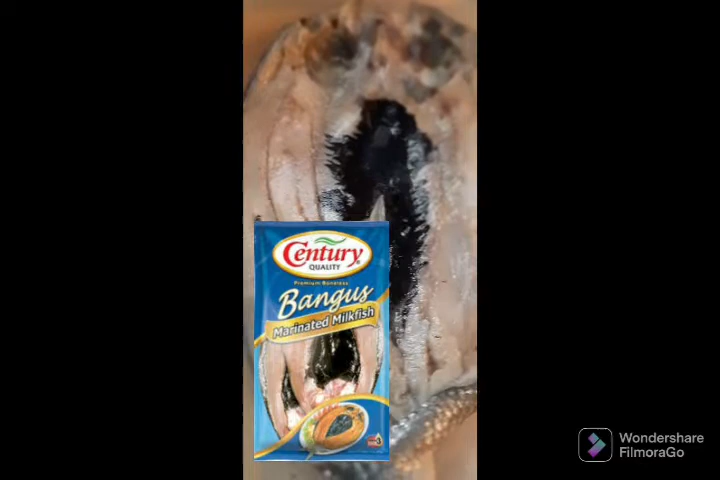 Century
QUALITY
Premium Boneless
Bangus
Marinated Milkfish
Wondershare
FilmoraGo